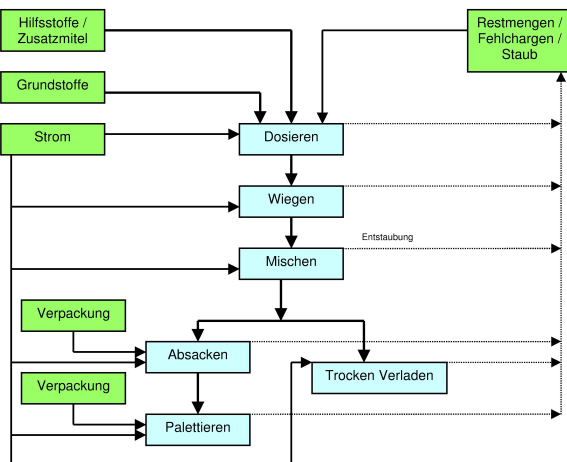 Hilfsstoffe /
Zusatzmitel
Restmengen /
Fehlchargen /
Staub
Grundstoffe
Strom
Dosieren
Wiegen
Entstaubung
Mischen
Verpackung
Absacken
Trocken Verladen
Verpackung
Palettieren